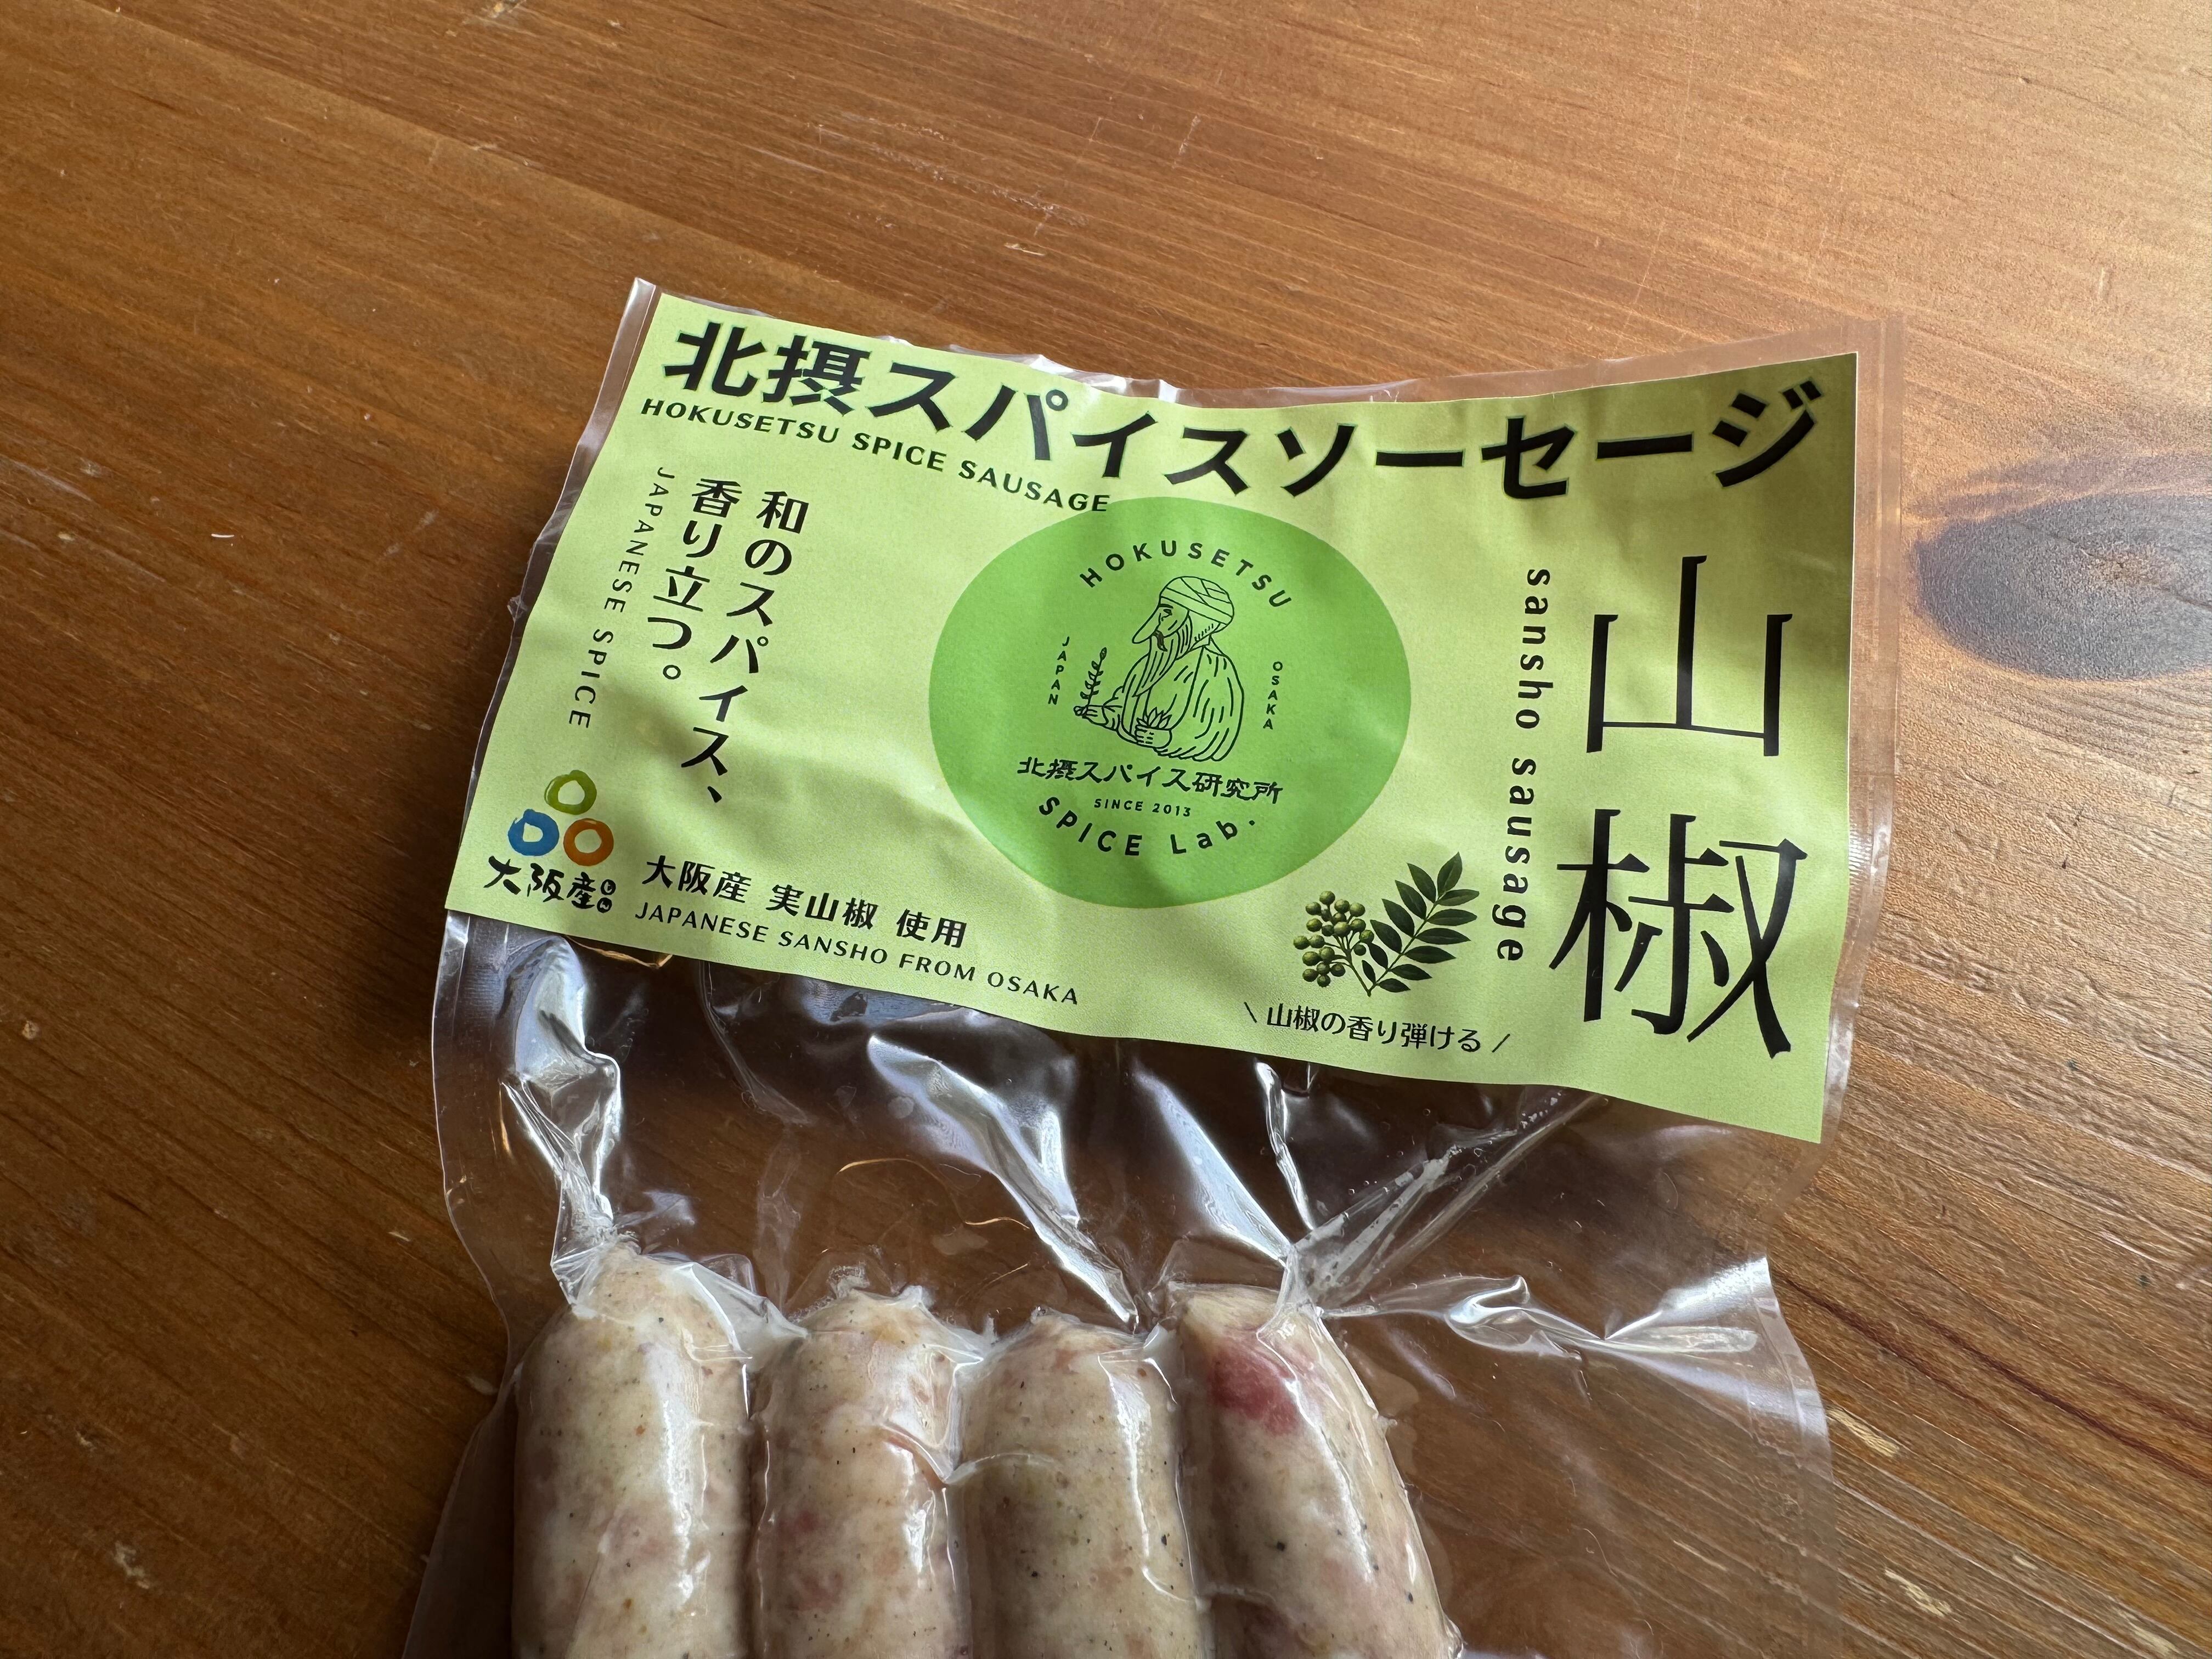 北摂スパイスソーセージ
HOKUSETSU SPICE SAUSAGE
山椒
sansho sausage
和のスパイス、
香り立つ。
JAPANESE SPICE
HOKUSETSU
JAPAN
OSAKA
北摂スパイス研究所
SINCE 2013
SPICE Lab.
大阪産もん
大阪産 実山椒 使用
JAPANESE SANSHO FROM OSAKA
\ 山椒の香り弾ける /